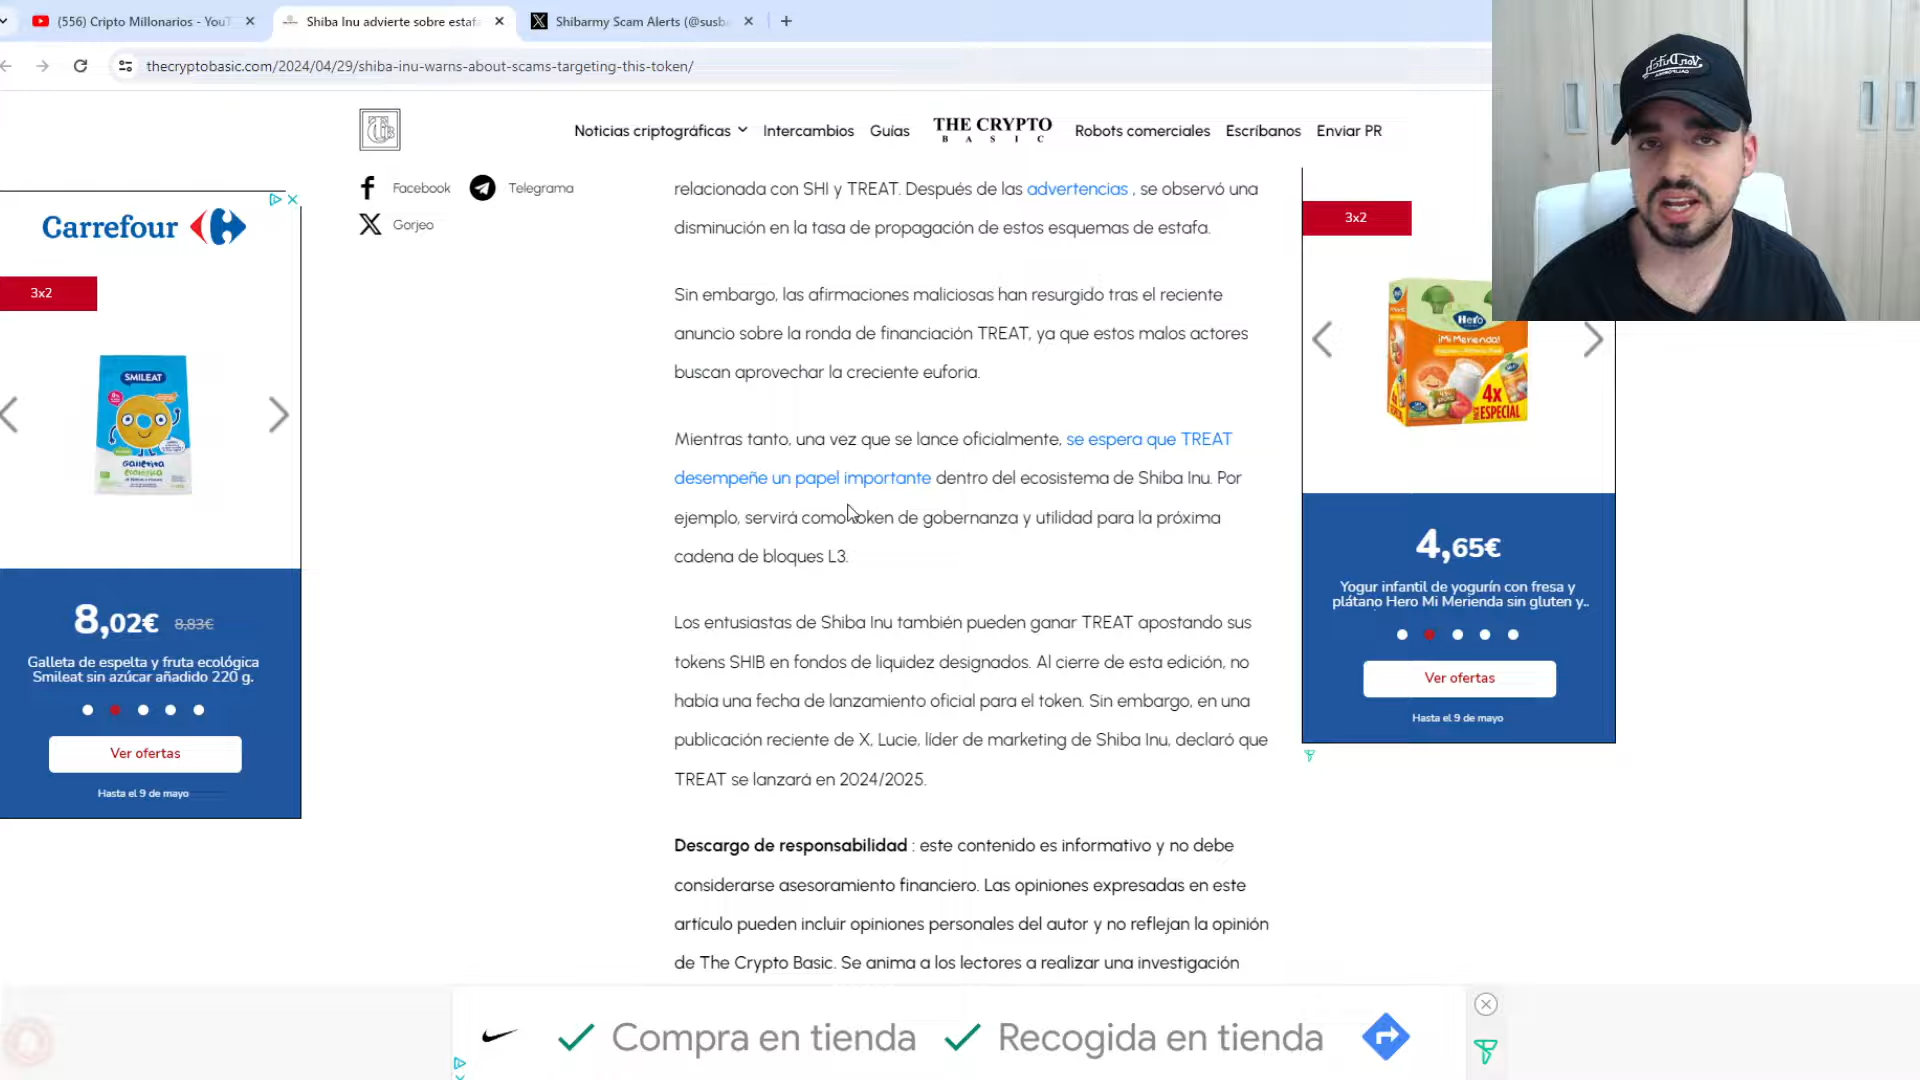 (556) Cripto Millonarios - YouT
Shiba Inu advierte sobre estaf
Shibarmy Scam Alerts (@susb
thecryptobasic.com/2024/04/29/shiba-inu-warns-about-scams-targeting-this-token/
Noticias criptográficas
Intercambios
Guías
THE CRYPTO
BASIC
Robots comerciales
Escríbanos
Enviar PR
Facebook
Telegrama
Gorjeo
relacionada con SHI y TREAT. Después de las advertencias , se observó una
disminución en la tasa de propagación de estos esquemas de estafa.
Sin embargo, las afirmaciones maliciosas han resurgido tras el reciente
anuncio sobre la ronda de financiación TREAT, ya que estos malos actores
buscan aprovechar la creciente euforia.
Mientras tanto, una vez que se lance oficialmente, se espera que TREAT
desempeñe un papel importante dentro del ecosistema de Shiba Inu. Por
ejemplo, servirá como token de gobernanza y utilidad para la próxima
cadena de bloques L3.
Los entusiastas de Shiba Inu también pueden ganar TREAT apostando sus
tokens SHIB en fondos de liquidez designados. Al cierre de esta edición, no
había una fecha de lanzamiento oficial para el token. Sin embargo, en una
publicación reciente de X, Lucie, líder de marketing de Shiba Inu, declaró que
TREAT se lanzará en 2024/2025.
Descargo de responsabilidad : este contenido es informativo y no debe
considerarse asesoramiento financiero. Las opiniones expresadas en este
artículo pueden incluir opiniones personales del autor y no reflejan la opinión
de The Crypto Basic. Se anima a los lectores a realizar una investigación
Carrefour
3x2
SMILEAT
Galletita
ecológica
8,02€ 8,83€
Galleta de espelta y fruta ecológica
Smileat sin azúcar añadido 220 g.
Ver ofertas
Hasta el 9 de mayo
3x2
Hero
¡Mi Merienda!
4x
ESPECIAL
4,65€
Yogur infantil de yogurín con fresa y
plátano Hero Mi Merienda sin gluten y..
Ver ofertas
Hasta el 9 de mayo
Von Dutch
Compra en tienda
Recogida en tienda